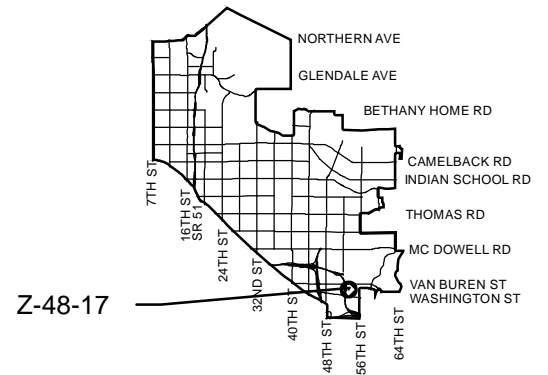 NORTHERN AVE
GLENDALE AVE
BETHANY HOME RD
CAMELBACK RD
INDIAN SCHOOL RD
THOMAS RD
MC DOWELL RD
VAN BUREN ST
WASHINGTON ST
7TH ST
16TH ST
SR 51
24TH ST
32ND ST
40TH ST
48TH ST
56TH ST
64TH ST
Z-48-17